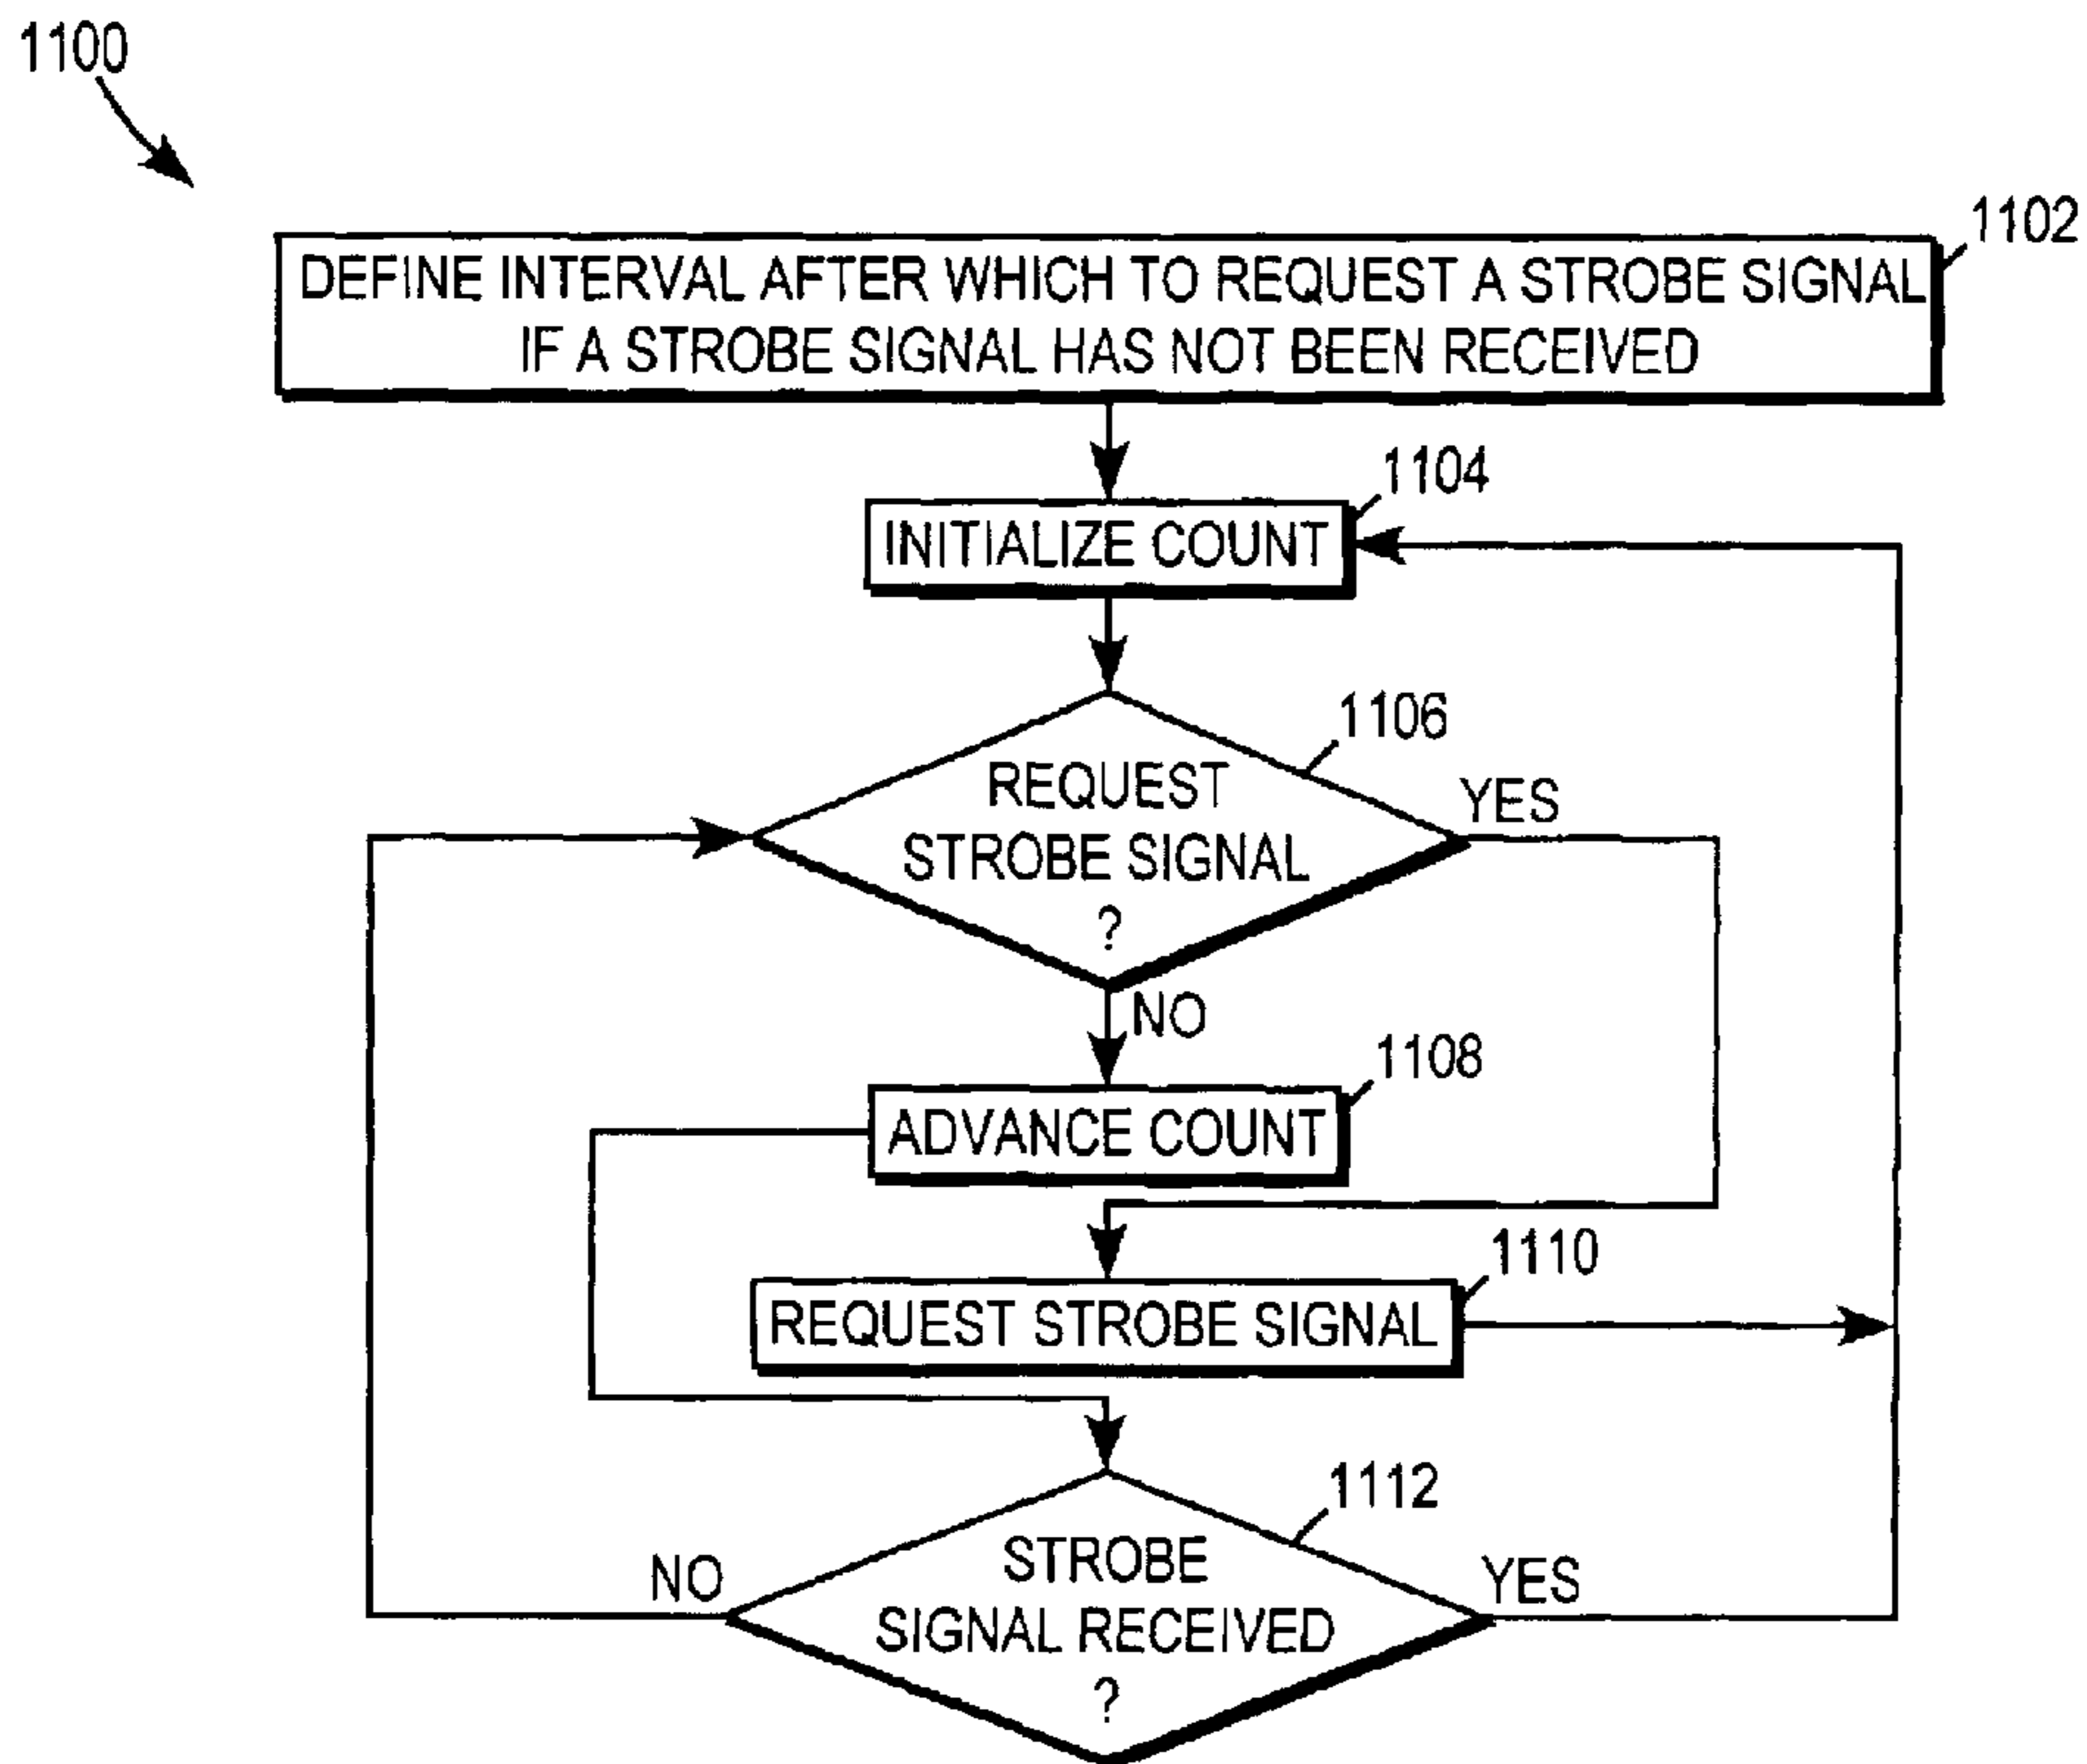 1100
1102
DEFINE INTERVAL AFTER WHICH TO REQUEST A STROBE SIGNAL
IF A STROBE SIGNAL HAS NOT BEEN RECEIVED
1104
INITIALIZE COUNT
1106
REQUEST
STROBE SIGNAL
?
YES
NO
1108
ADVANCE COUNT
1110
REQUEST STROBE SIGNAL
1112
STROBE
SIGNAL RECEIVED
?
NO
YES